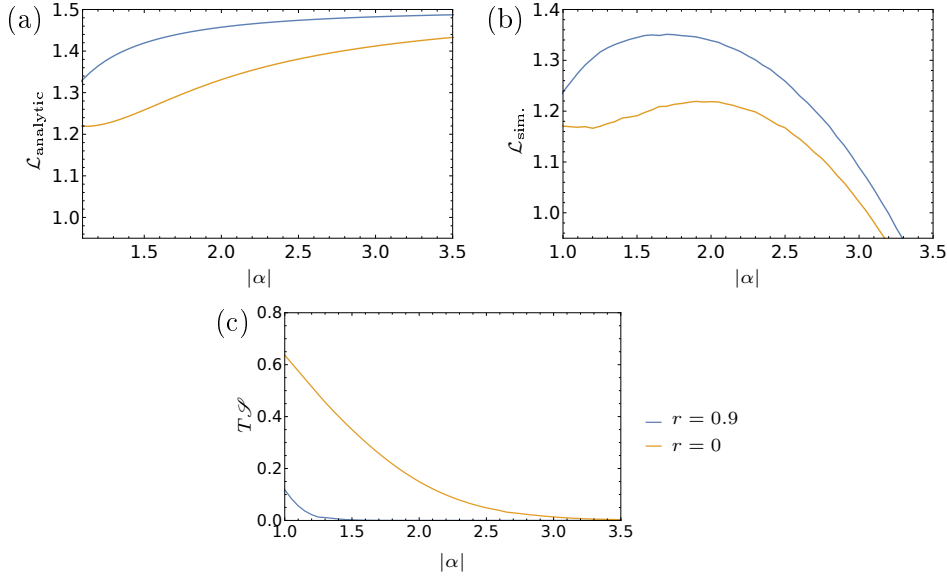 (a)
1.5
1.4
1.3
1.2
1.1
1.0
ℒanalytic
1.5 2.0 2.5 3.0 3.5
|α|
(b)
1.4
1.3
1.2
1.1
1.0
ℒsim.
1.0 1.5 2.0 2.5 3.0 3.5
|α|
(c)
0.8
0.6
0.4
0.2
0.0
T𝒮
1.0 1.5 2.0 2.5 3.0 3.5
|α|
r = 0.9
r = 0